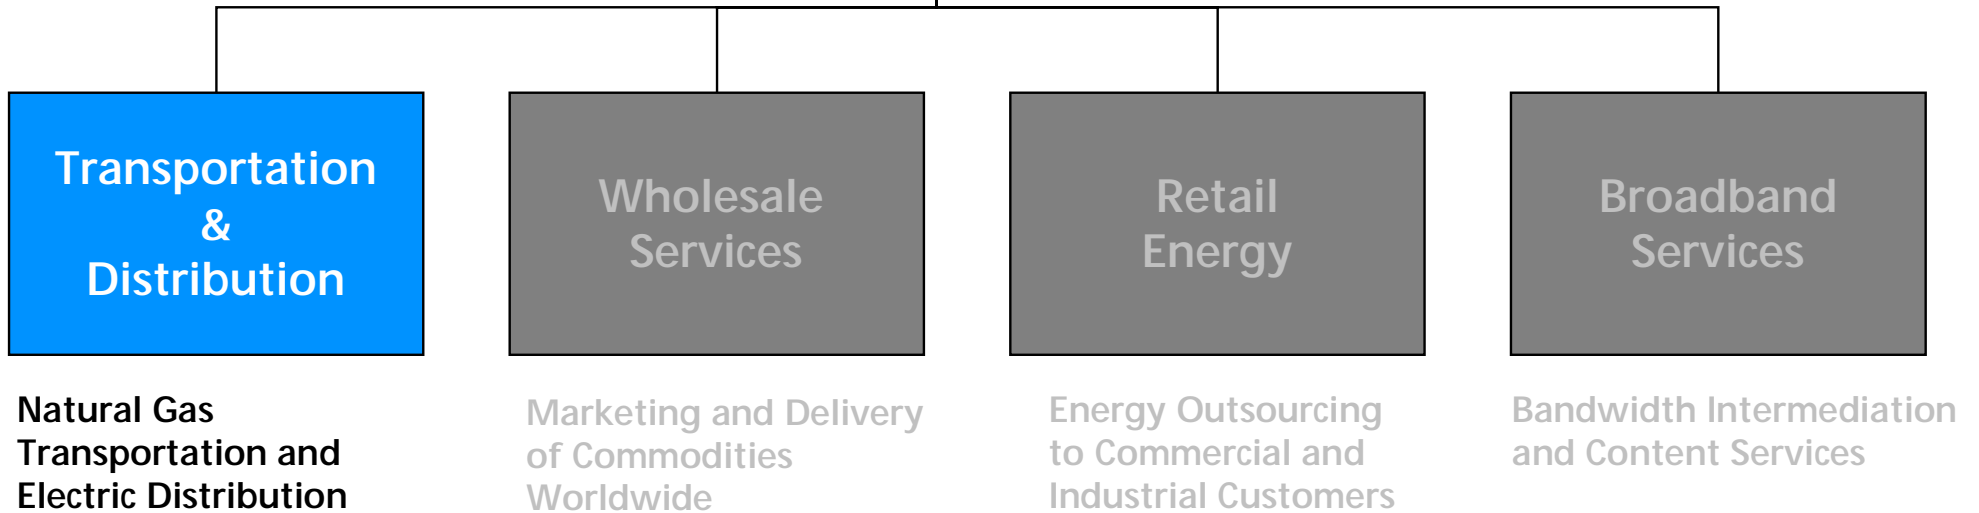 Transportation
&
Distribution
Wholesale
Services
Retail
Energy
Broadband
Services
Natural Gas
Transportation and
Electric Distribution
Marketing and Delivery
of Commodities
Worldwide
Energy Outsourcing
to Commercial and
Industrial Customers
Bandwidth Intermediation
and Content Services